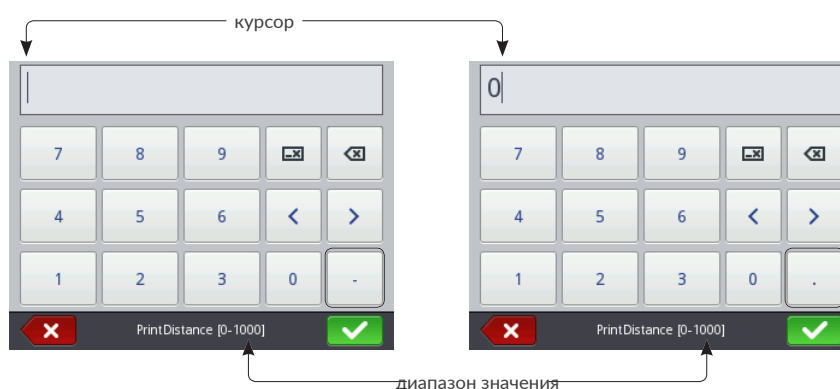 курсор
0
7 8 9
7 8 9
4 5 6 < >
4 5 6 < >
1 2 3 0 -
1 2 3 0 .
PrintDistance [0-1000]
PrintDistance [0-1000]
диапазон значения